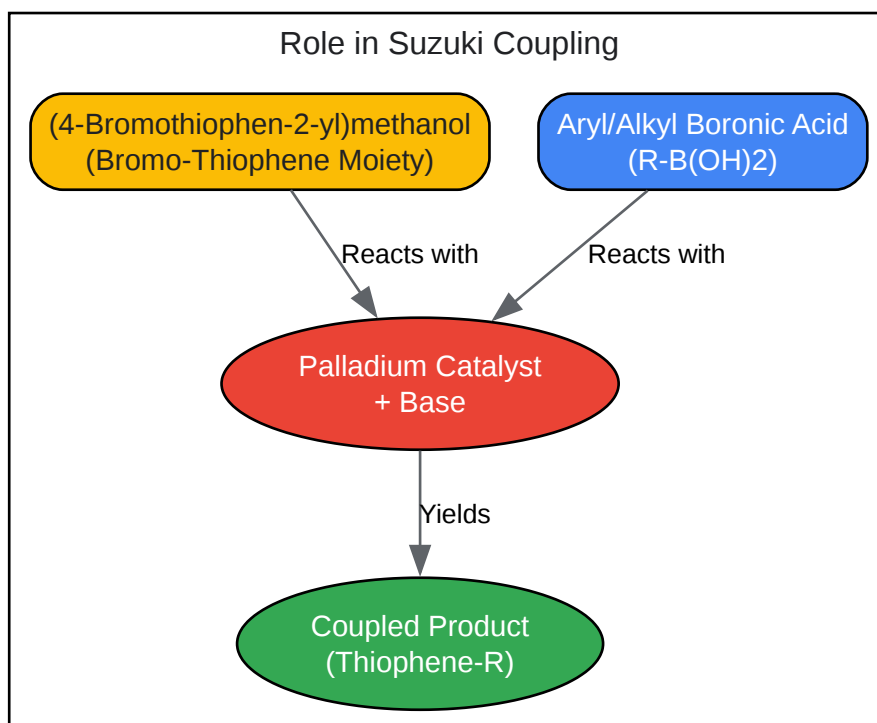 Role in Suzuki Coupling
(4-Bromothiophen-2-yl)methanol
(Bromo-Thiophene Moiety)
Aryl/Alkyl Boronic Acid
(R-B(OH)2)
Reacts with
Reacts with
Palladium Catalyst
+ Base
Yields
Coupled Product
(Thiophene-R)